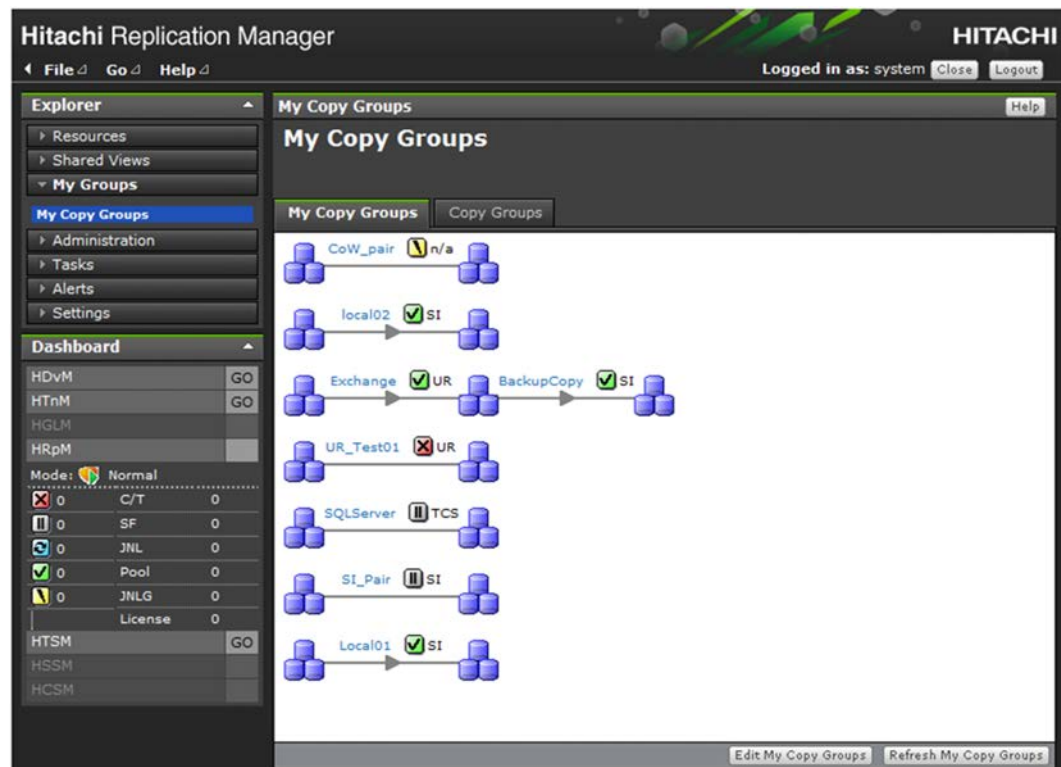 Hitachi Replication Manager
HITACHI
File Go Help
Logged in as: system Close Logout
Explorer
Resources
Shared Views
My Groups
My Copy Groups
Administration
Tasks
Alerts
Settings
Dashboard
HDvM GO
HTnM GO
HGLM
HRpM
Mode: Normal
0 C/T 0
0 SF 0
0 JNL 0
0 Pool 0
0 JNLG 0
License 0
HTSM GO
HSSM
HCSM
My Copy Groups Help
My Copy Groups
My Copy Groups Copy Groups
CoW_pair n/a
local02 SI
Exchange UR BackupCopy SI
UR_Test01 UR
SQLServer TCS
SI_Pair SI
Local01 SI
Edit My Copy Groups Refresh My Copy Groups